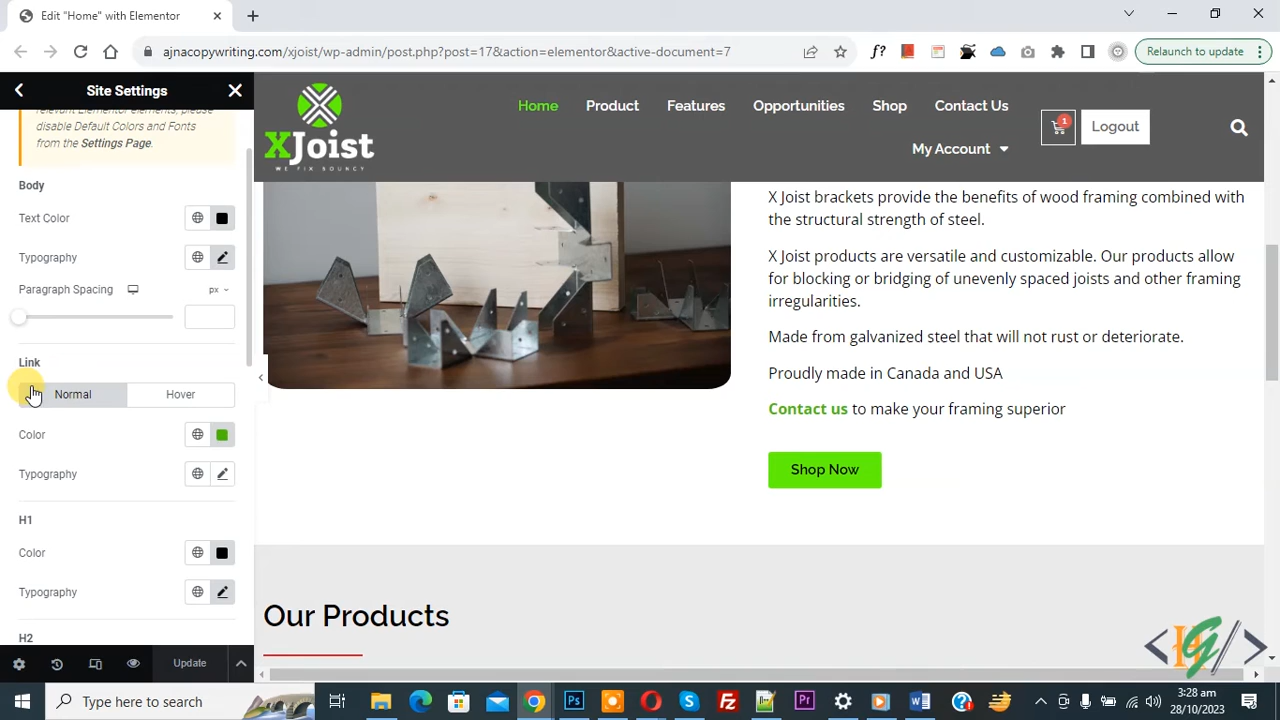 Edit "Home" with Elementor
ajnacopywriting.com/xjoist/wp-admin/post.php?post=17&action=elementor&active-document=7
f?
Relaunch to update
Site Settings
relevant Elementor elements, please
disable Default Colors and Fonts
from the Settings Page.
Body
Text Color
Typography
Paragraph Spacing
px
Link
Normal
Hover
Color
Typography
H1
Color
Typography
H2
Update
XJoist
WE FIX BOUNCY
Home
Product
Features
Opportunities
Shop
Contact Us
My Account
1
Logout
X Joist brackets provide the benefits of wood framing combined with
the structural strength of steel.
X Joist products are versatile and customizable. Our products allow
for blocking or bridging of unevenly spaced joists and other framing
irregularities.
Made from galvanized steel that will not rust or deteriorate.
Proudly made in Canada and USA
Contact us to make your framing superior
Shop Now
Our Products
<HG/>
Type here to search
Ps
Pr
3:28 am
28/10/2023